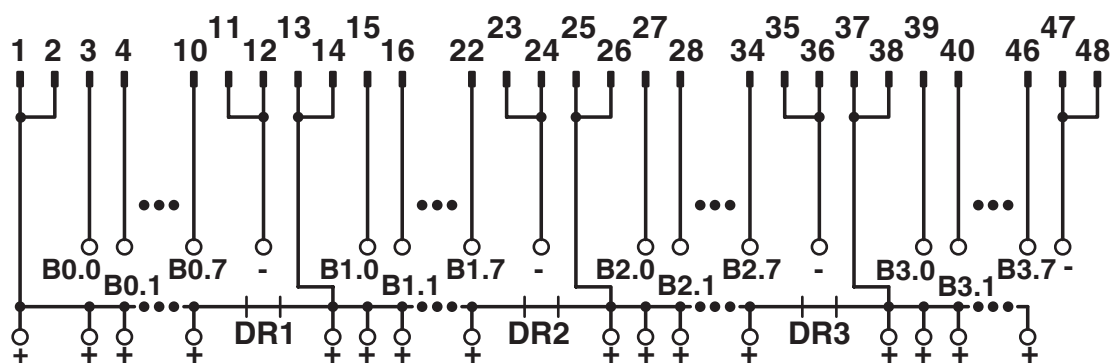 11 13 15 23 25 27 35 37 39 47
1 2 3 4 10 12 14 16 22 24 26 28 34 36 38 40 46 48
B0.0 B0.7 - B1.0 B1.7 - B2.0 B2.7 - B3.0 B3.7 -
B0.1 B1.1 B2.1 B3.1
DR1 DR2 DR3
+ + + + + + + + + + + + + + + +